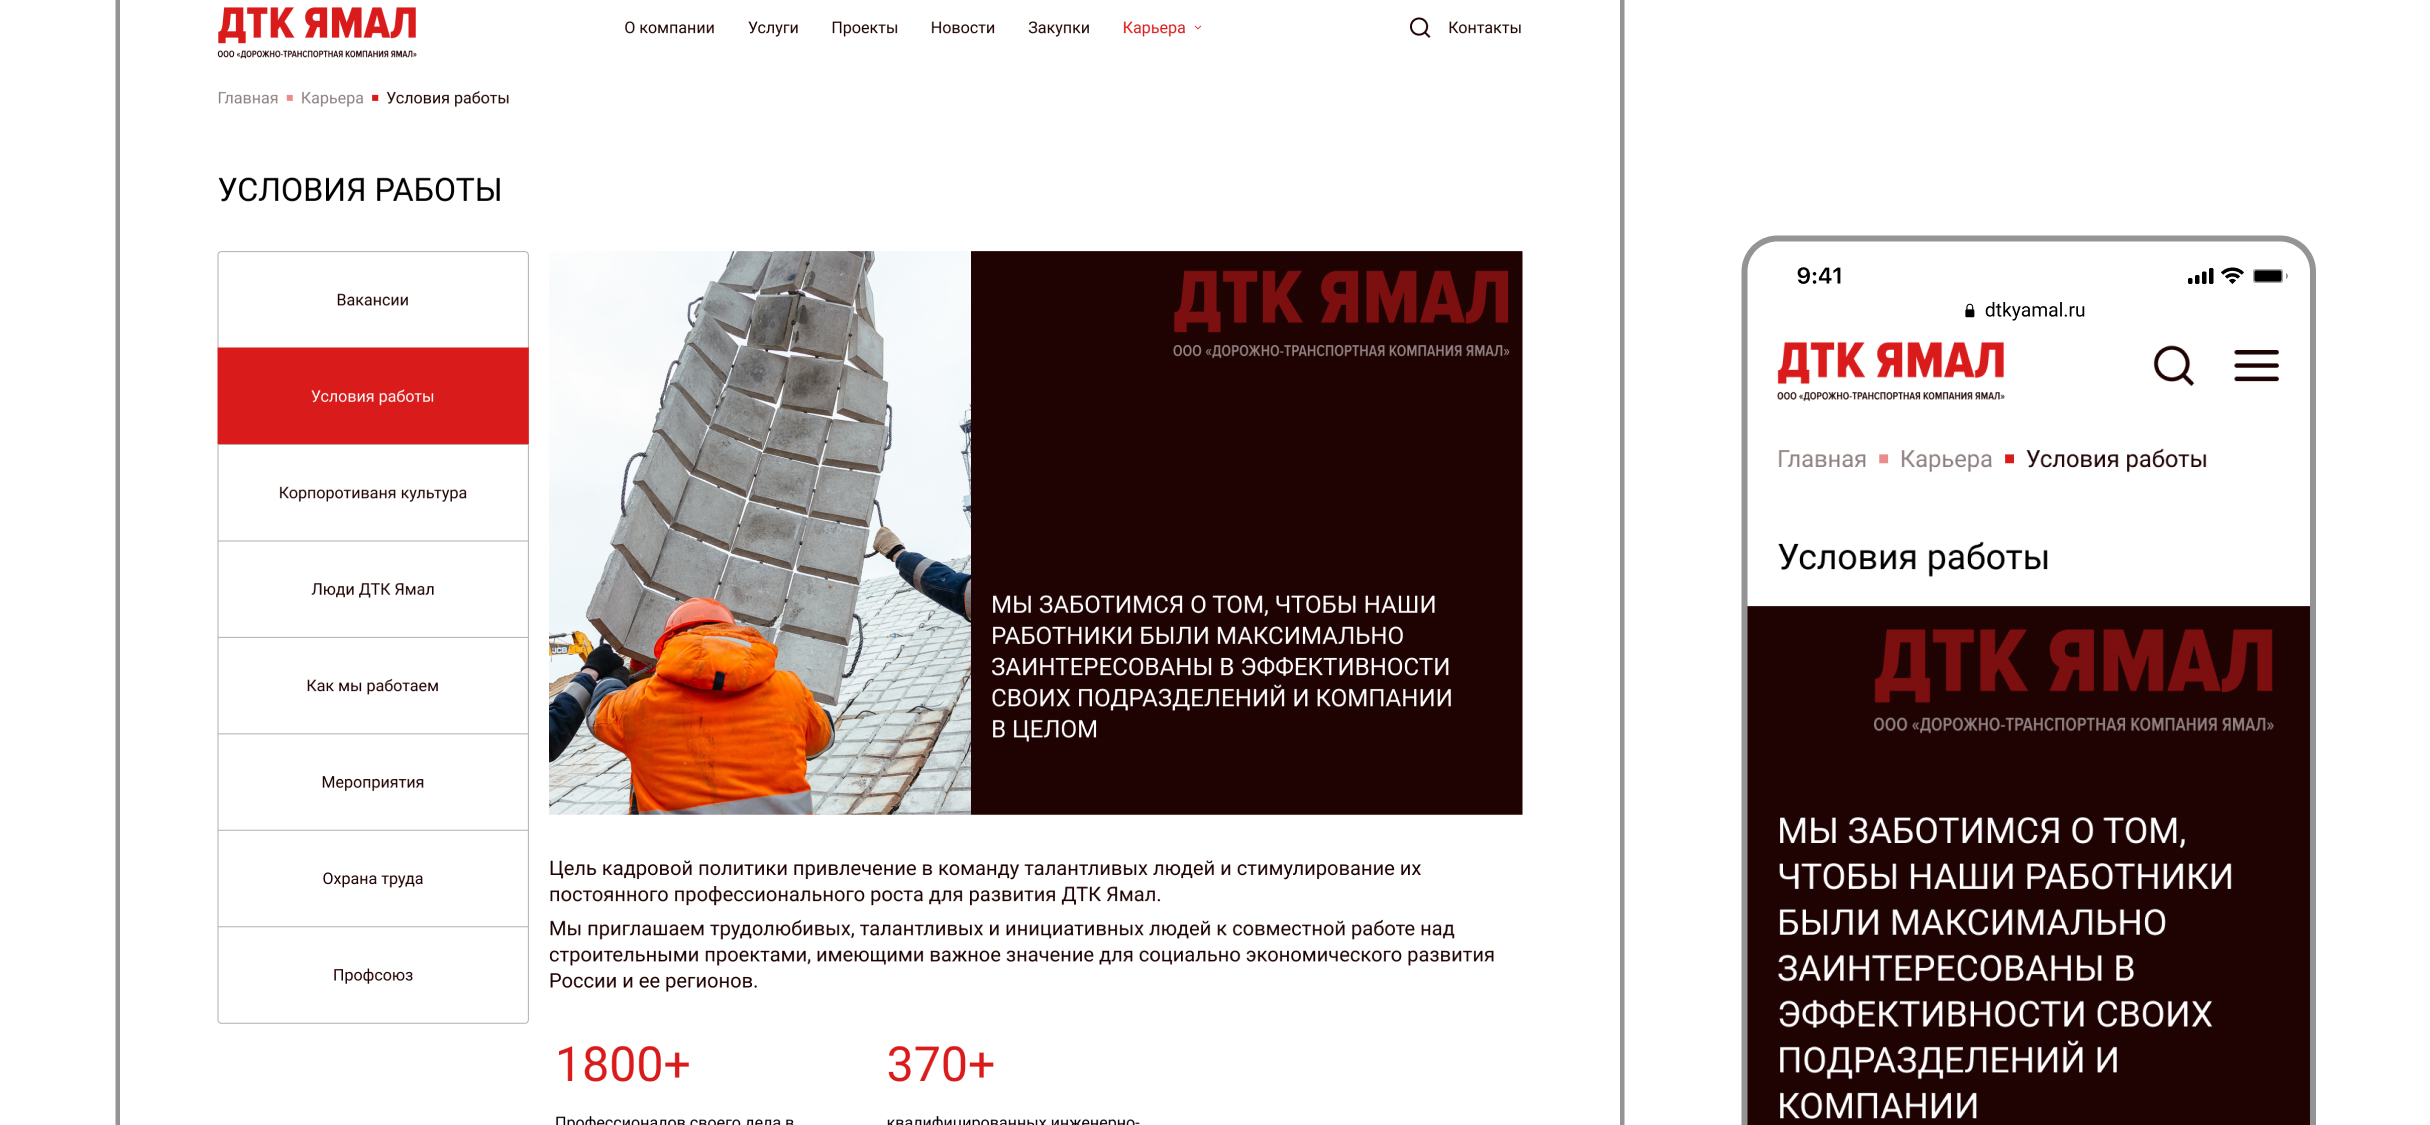 ДТК ЯМАЛ
ООО «ДОРОЖНО-ТРАНСПОРТНАЯ КОМПАНИЯ ЯМАЛ»
О компании Услуги Проекты Новости Закупки Карьера
Контакты
Главная Карьера Условия работы
УСЛОВИЯ РАБОТЫ
Вакансии
Условия работы
Корпоротиваня культура
Люди ДТК Ямал
Как мы работаем
Мероприятия
Охрана труда
Профсоюз
JCB
ДТК ЯМАЛ
ООО «ДОРОЖНО-ТРАНСПОРТНАЯ КОМПАНИЯ ЯМАЛ»
МЫ ЗАБОТИМСЯ О ТОМ, ЧТОБЫ НАШИ
РАБОТНИКИ БЫЛИ МАКСИМАЛЬНО
ЗАИНТЕРЕСОВАНЫ В ЭФФЕКТИВНОСТИ
СВОИХ ПОДРАЗДЕЛЕНИЙ И КОМПАНИИ
В ЦЕЛОМ
Цель кадровой политики привлечение в команду талантливых людей и стимулирование их
постоянного профессионального роста для развития ДТК Ямал.
Мы приглашаем трудолюбивых, талантливых и инициативных людей к совместной работе над
строительными проектами, имеющими важное значение для социально экономического развития
России и ее регионов.
1800+
Профессионалов своего дела в
370+
квалифицированных инженерно-
9:41
dtkyamal.ru
ДТК ЯМАЛ
ООО «ДОРОЖНО-ТРАНСПОРТНАЯ КОМПАНИЯ ЯМАЛ»
Главная Карьера Условия работы
Условия работы
ДТК ЯМАЛ
ООО «ДОРОЖНО-ТРАНСПОРТНАЯ КОМПАНИЯ ЯМАЛ»
МЫ ЗАБОТИМСЯ О ТОМ,
ЧТОБЫ НАШИ РАБОТНИКИ
БЫЛИ МАКСИМАЛЬНО
ЗАИНТЕРЕСОВАНЫ В
ЭФФЕКТИВНОСТИ СВОИХ
ПОДРАЗДЕЛЕНИЙ И
КОМПАНИИ